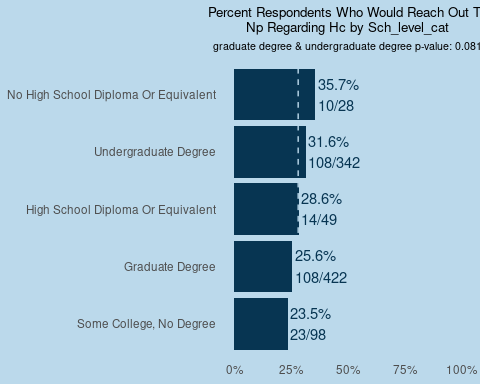 Percent Respondents Who Would Reach Out T
Np Regarding Hc by Sch_level_cat
graduate degree & undergraduate degree p-value: 0.081
No High School Diploma Or Equivalent
35.7%
10/28
Undergraduate Degree
31.6%
108/342
High School Diploma Or Equivalent
28.6%
14/49
Graduate Degree
25.6%
108/422
Some College, No Degree
23.5%
23/98
0% 25% 50% 75% 100%